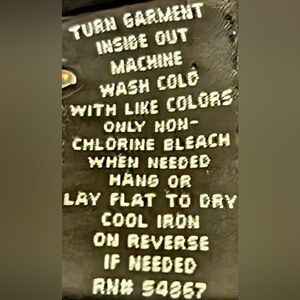 TURN GARMENT
INSIDE OUT
MACHINE
WASH COLD
WITH LIKE COLORS
ONLY NON-
CHLORINE BLEACH
WHEN NEEDED
HANG OR
LAY FLAT TO DRY
COOL IRON
ON REVERSE
IF NEEDED
RN# 54867